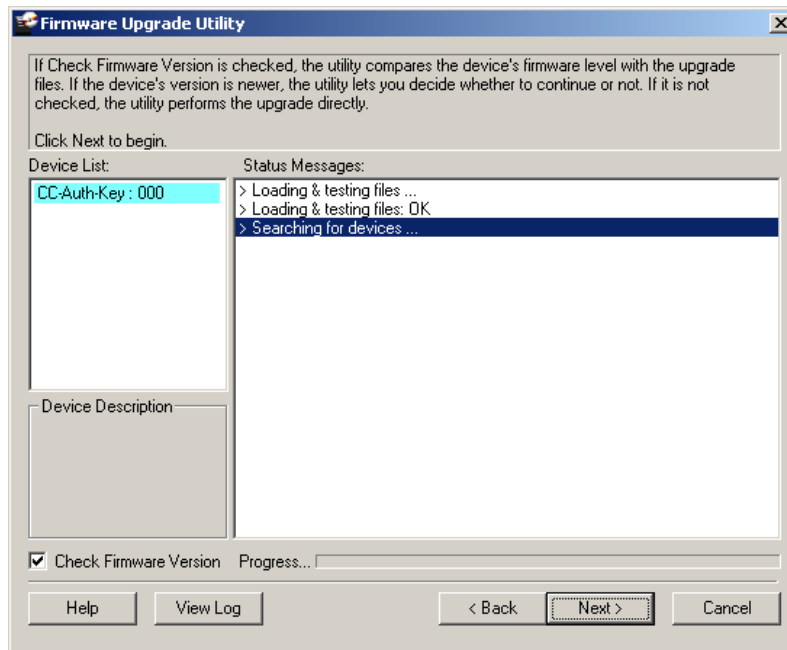 Firmware Upgrade Utility
If Check Firmware Version is checked, the utility compares the device's firmware level with the upgrade
files. If the device's version is newer, the utility lets you decide whether to continue or not. If it is not
checked, the utility performs the upgrade directly.
Click Next to begin.
Device List:
Status Messages:
CC-Auth-Key : 000
> Loading & testing files ...
> Loading & testing files: OK
> Searching for devices ...
Device Description
Check Firmware Version
Progress...
Help
View Log
< Back
Next >
Cancel